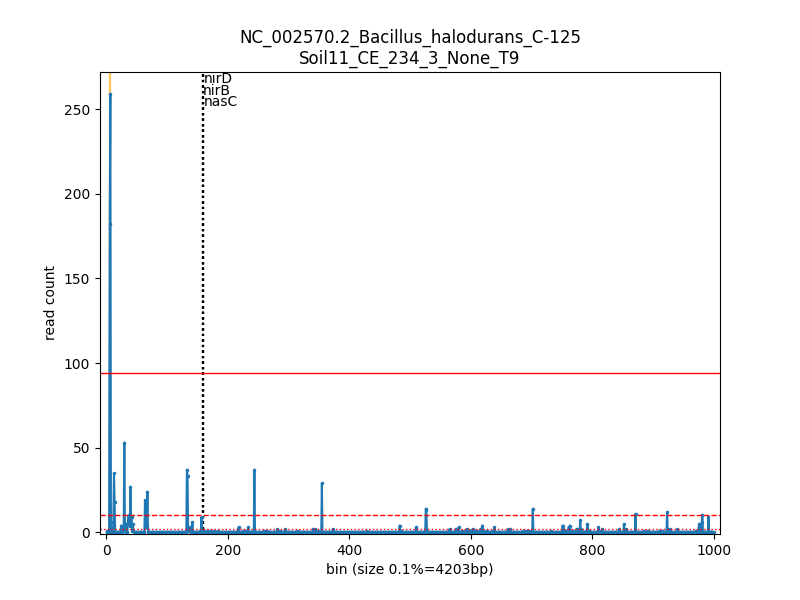 NC_002570.2_Bacillus_halodurans_C-125
Soil11_CE_234_3_None_T9
nirD
nirB
nasC
250
200
150
100
50
0
read count
0 200 400 600 800 1000
bin (size 0.1%=4203bp)